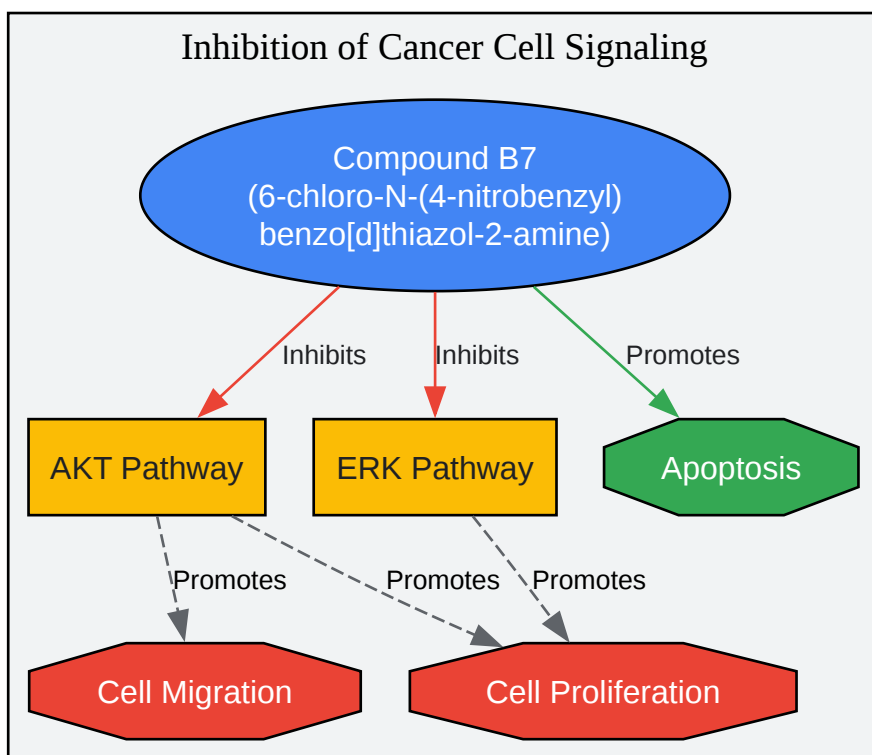 Inhibition of Cancer Cell Signaling
Compound B7
(6-chloro-N-(4-nitrobenzyl)
benzo[d]thiazol-2-amine)
Inhibits
Inhibits
Promotes
AKT Pathway
ERK Pathway
Apoptosis
Promotes
Promotes
Promotes
Cell Migration
Cell Proliferation